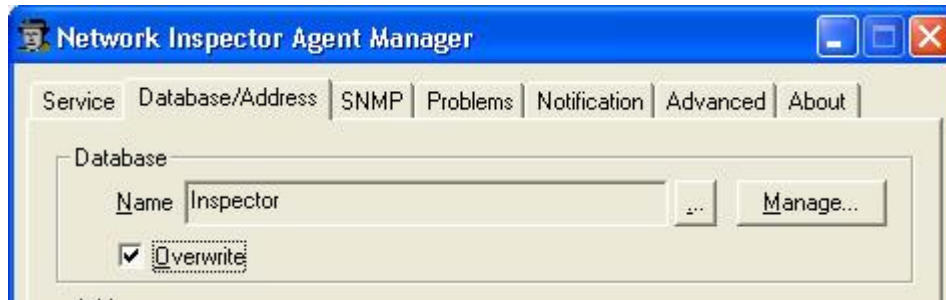 Network Inspector Agent Manager
Service Database/Address SNMP Problems Notification Advanced About
Database
Name Inspector ... Manage...
Overwrite